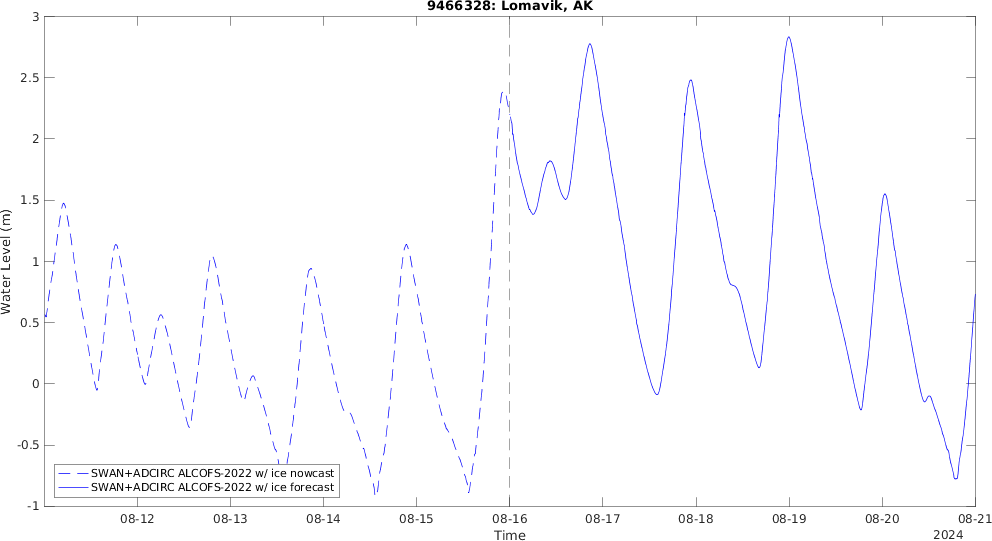 9466328: Lomavik, AK
3
2.5
2
1.5
1
0.5
0
-0.5
-1
Water Level (m)
SWAN+ADCIRC ALCOFS-2022 w/ ice nowcast
SWAN+ADCIRC ALCOFS-2022 w/ ice forecast
08-12 08-13 08-14 08-15 08-16 08-17 08-18 08-19 08-20 08-21
Time
2024